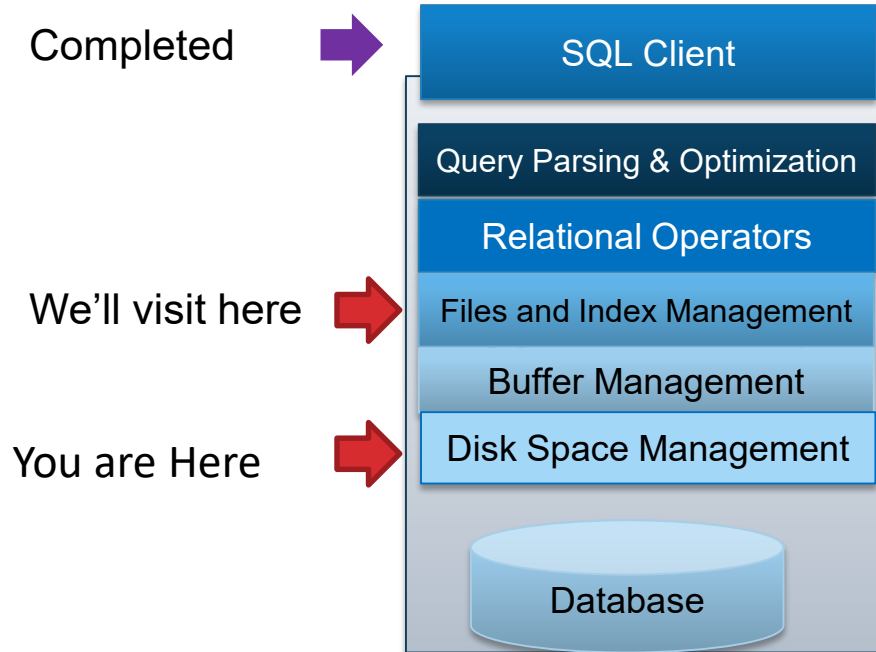 Completed
SQL Client
Query Parsing & Optimization
Relational Operators
We’ll visit here
Files and Index Management
Buffer Management
You are Here
Disk Space Management
Database